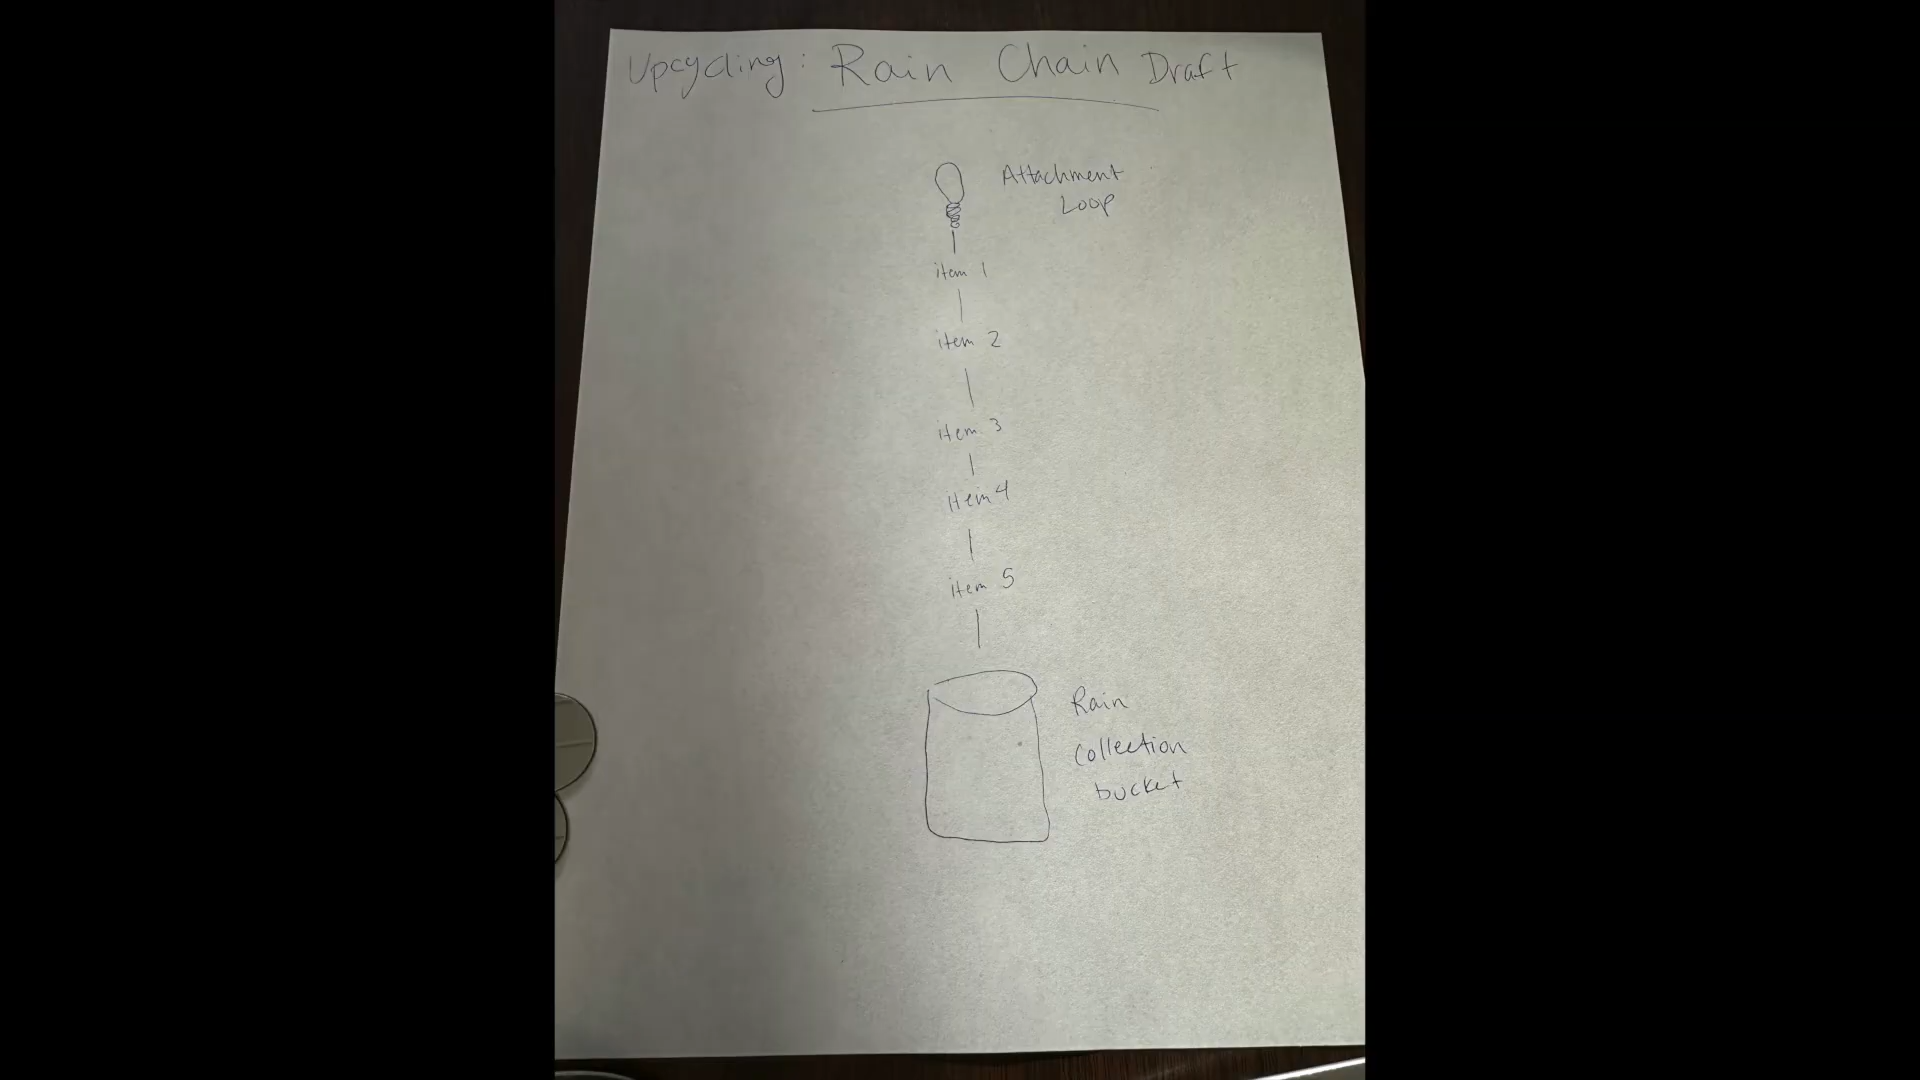 Upcycling: Rain Chain Draft
Attachment
Loop
item 1
item 2
item 3
item 4
item 5
Rain
Collection
bucket